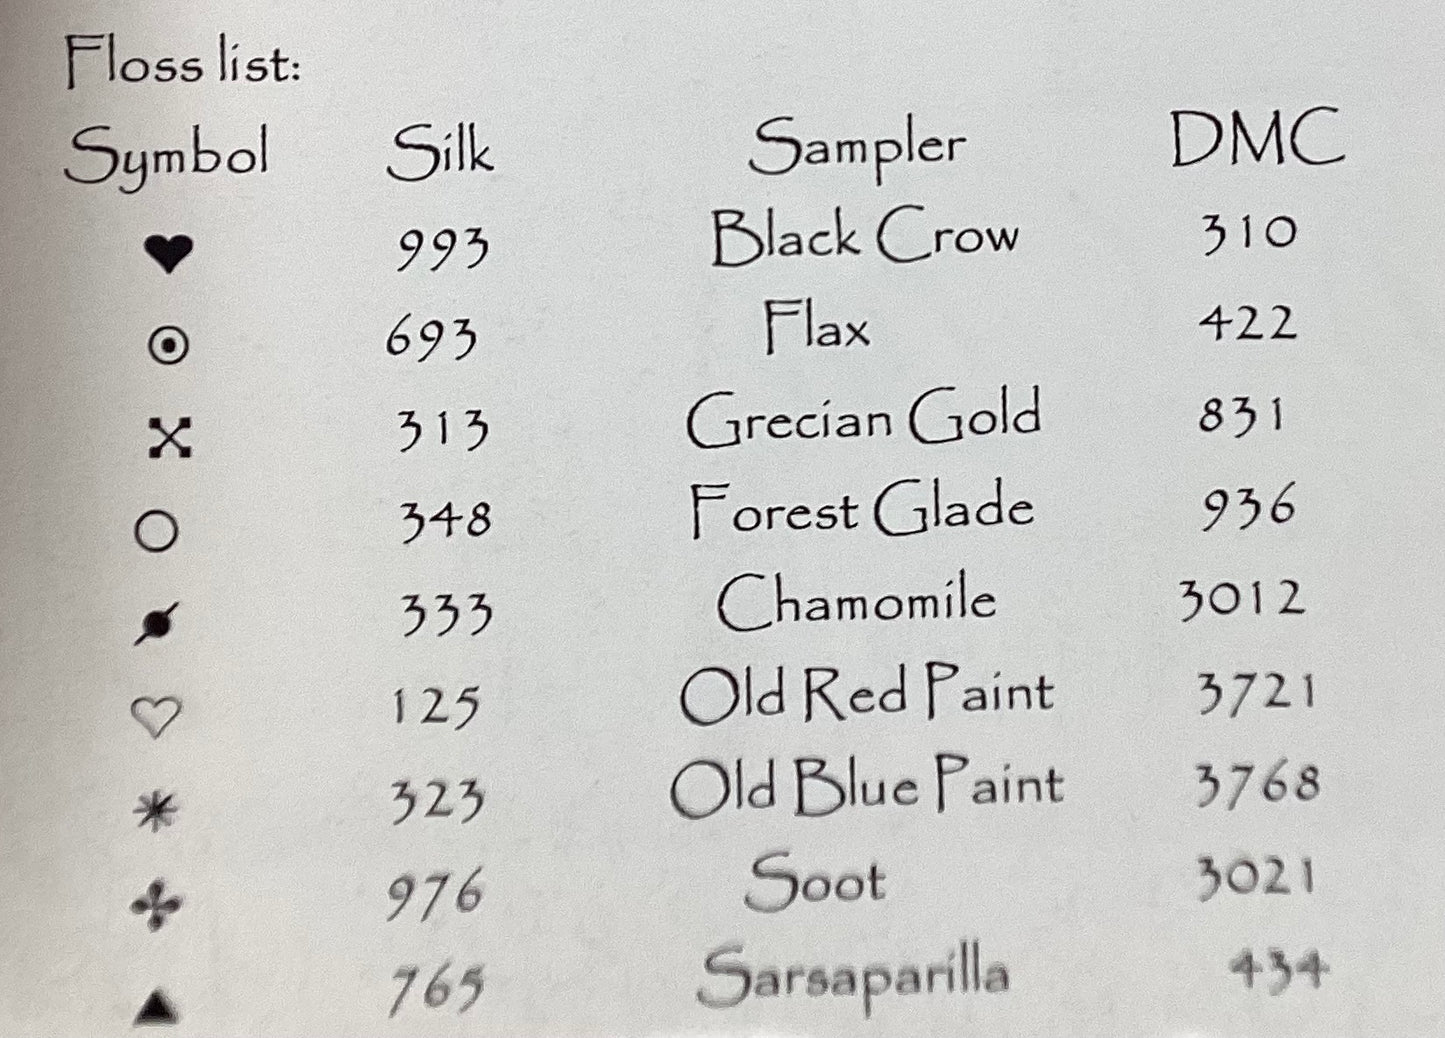 Floss list:
Symbol Silk Sampler DMC
♥ 993 Black Crow 310
⊙ 693 Flax 422
313 Grecian Gold 831
○ 348 Forest Glade 936
333 Chamomile 3012
♡ 125 Old Red Paint 3721
* 323 Old Blue Paint 3768
✣ 976 Soot 3021
▲ 765 Sarsaparilla 434